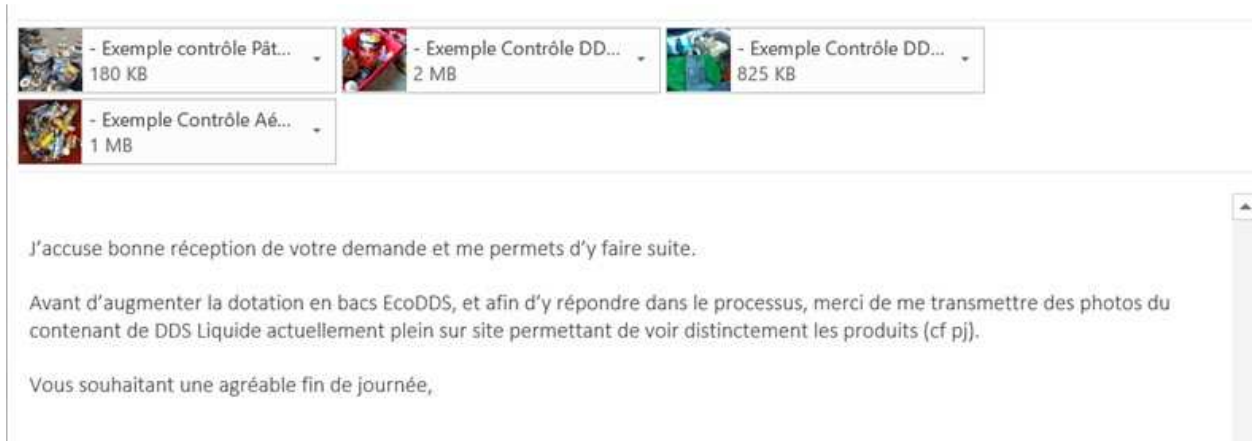 - Exemple contrôle Pât...
180 KB
- Exemple Contrôle DD...
2 MB
- Exemple Contrôle DD...
825 KB
- Exemple Contrôle Aé...
1 MB
J’accuse bonne réception de votre demande et me permets d’y faire suite.
Avant d’augmenter la dotation en bacs EcoDDS, et afin d’y répondre dans le processus, merci de me transmettre des photos du
contenant de DDS Liquide actuellement plein sur site permettant de voir distinctement les produits (cf pj).
Vous souhaitant une agréable fin de journée,